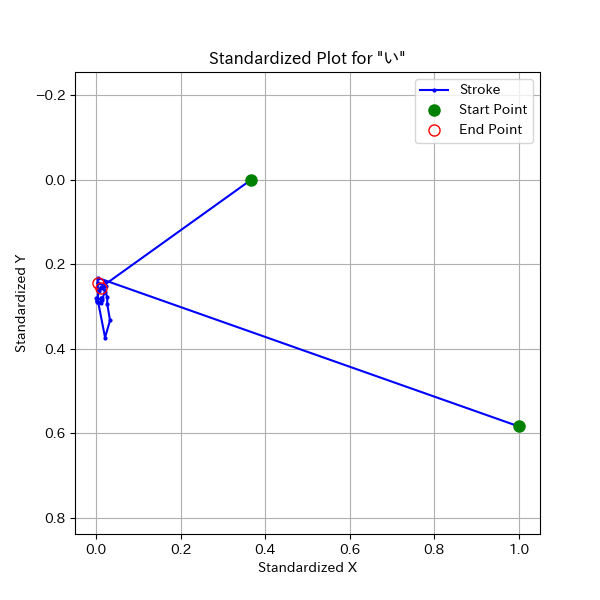 Standardized Plot for "い"
Stroke
Start Point
End Point
−0.2
0.0
0.2
0.4
0.6
0.8
Standardized Y
0.0 0.2 0.4 0.6 0.8 1.0
Standardized X